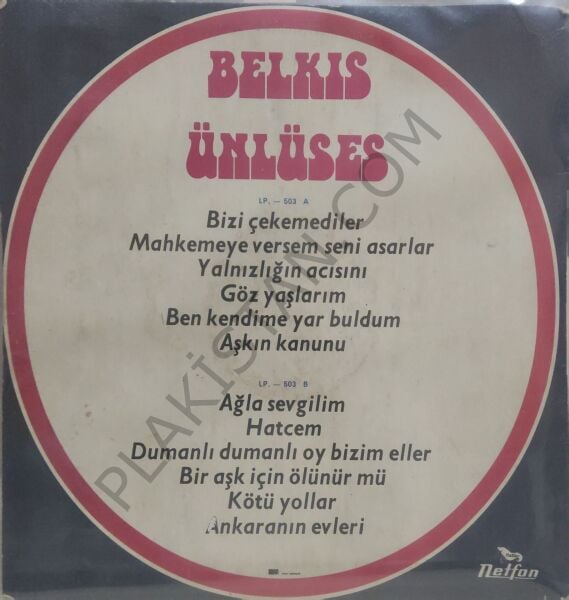 BELKIS
ÜNLÜSES
LP. — 503 A
Bizi çekemediler
Mahkemeye versem seni asarlar
Yalnızlığın acısını
Göz yaşlarım
Ben kendime yar buldum
Aşkın kanunu
LP. — 503 B
Ağla sevgilim
Hatcem
Dumanlı dumanlı oy bizim eller
Bir aşk için ölünür mü
Kötü yollar
Ankaranın evleri
Netfon
PLAKİSTAN.COM